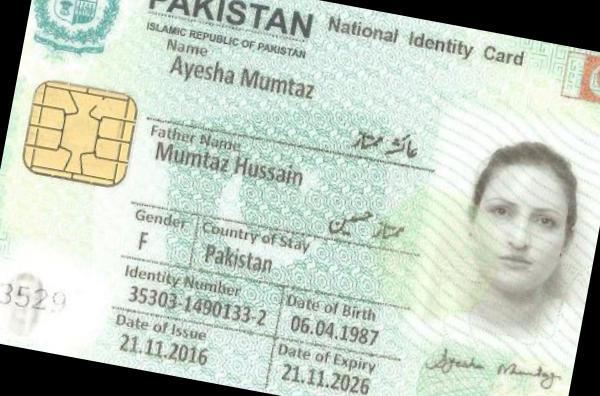 PAKISTAN National Identity Card
ISLAMIC REPUBLIC OF PAKISTAN
Name
Ayesha Mumtaz
عائشہ ممتاز
Father Name
Mumtaz Hussain
ممتاز حسین
Gender Country of Stay
F Pakistan
Identity Number Date of Birth
35303-1490133-2 06.04.1987
Date of Issue Date of Expiry
21.11.2016 21.11.2026
3529
Ayesha Mumtaz